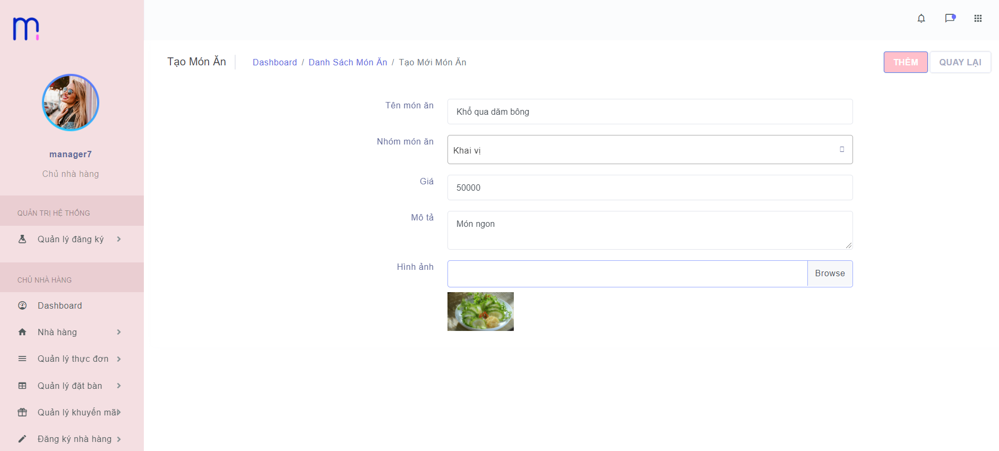 m
manager7
Chủ nhà hàng
QUẢN TRỊ HỆ THỐNG
Quản lý đăng ký
CHỦ NHÀ HÀNG
Dashboard
Nhà hàng
Quản lý thực đơn
Quản lý đặt bàn
Quản lý khuyến mãi
Đăng ký nhà hàng
Tạo Món Ăn
Dashboard / Danh Sách Món Ăn / Tạo Mới Món Ăn
THÊM
QUAY LẠI
Tên món ăn
Khổ qua dăm bông
Nhóm món ăn
Khai vị
Giá
50000
Mô tả
Món ngon
Hình ảnh
Browse